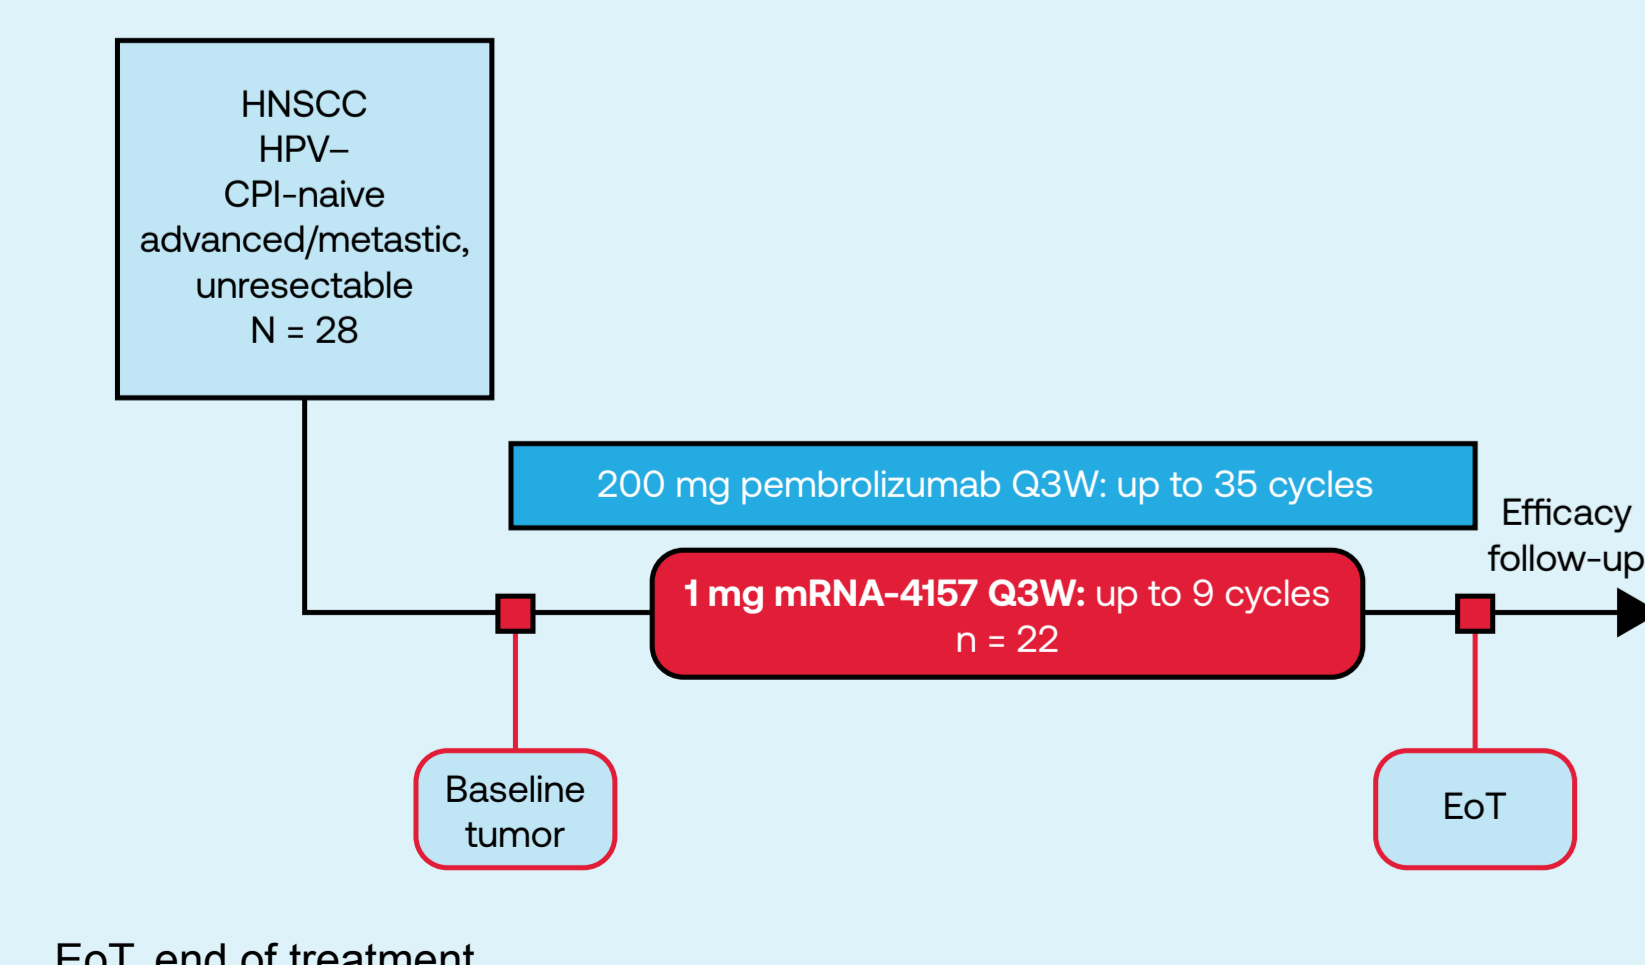 HNSCC
HPV–
CPI-naive
advanced/metastic,
unresectable
N = 28
200 mg pembrolizumab Q3W: up to 35 cycles
Efficacy
follow-up
1 mg mRNA-4157 Q3W: up to 9 cycles
n = 22
Baseline
tumor
EoT
EoT, end of treatment